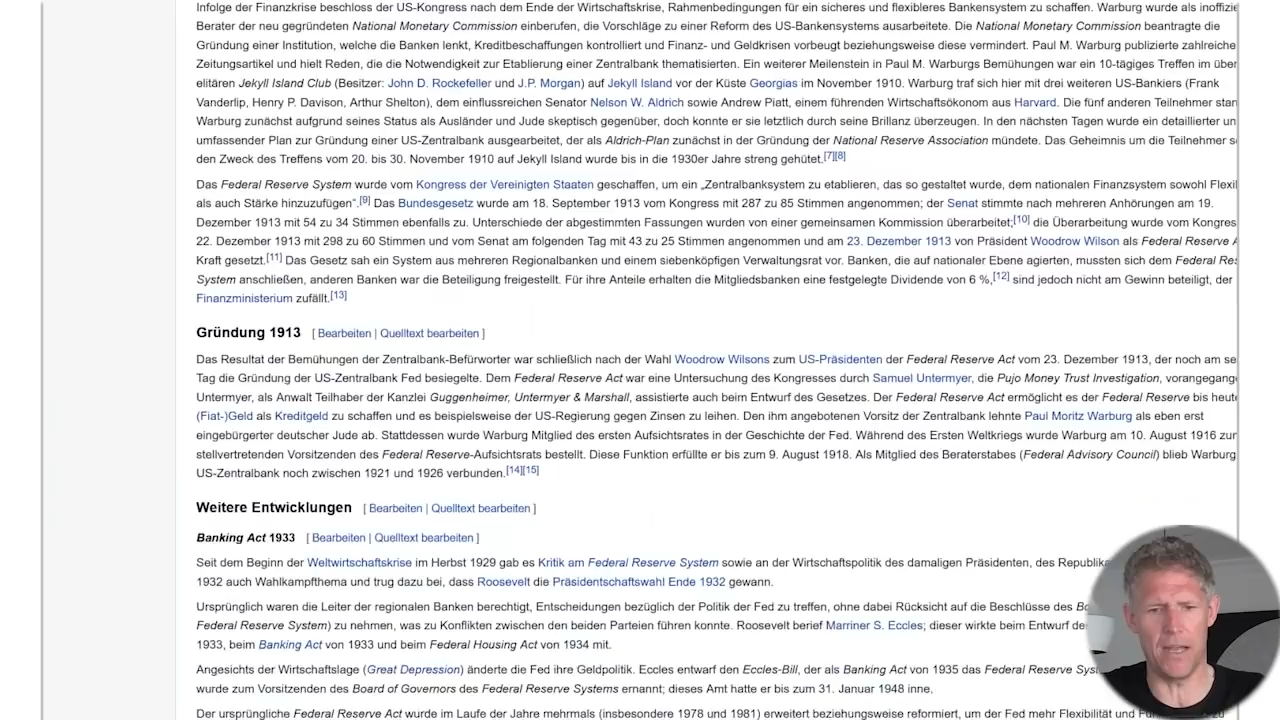 Infolge der Finanzkrise beschloss der US-Kongress nach dem Ende der Wirtschaftskrise, Rahmenbedingungen für ein sicheres und flexibleres Bankensystem zu schaffen. Warburg wurde als inoffizie
Berater der neu gegründeten National Monetary Commission einberufen, die Vorschläge zu einer Reform des US-Bankensystems ausarbeitete. Die National Monetary Commission beantragte die
Gründung einer Institution, welche die Banken lenkt, Kreditbeschaffungen kontrolliert und Finanz- und Geldkrisen vorbeugt beziehungsweise diese vermindert. Paul M. Warburg publizierte zahlreiche
Zeitungsartikel und hielt Reden, die die Notwendigkeit zur Etablierung einer Zentralbank thematisierten. Ein weiterer Meilenstein in Paul M. Warburgs Bemühungen war ein 10-tägiges Treffen im über
elitären Jekyll Island Club (Besitzer: John D. Rockefeller und J.P. Morgan) auf Jekyll Island vor der Küste Georgias im November 1910. Warburg traf sich hier mit drei weiteren US-Bankiers (Frank
Vanderlip, Henry P. Davison, Arthur Shelton), dem einflussreichen Senator Nelson W. Aldrich sowie Andrew Piatt, einem führenden Wirtschaftsökonom aus Harvard. Die fünf anderen Teilnehmer stan
Warburg zunächst aufgrund seines Status als Ausländer und Jude skeptisch gegenüber, doch konnte er sie letztlich durch seine Brillanz überzeugen. In den nächsten Tagen wurde ein detaillierter un
umfassender Plan zur Gründung einer US-Zentralbank ausgearbeitet, der als Aldrich-Plan zunächst in der Gründung der National Reserve Association mündete. Das Geheimnis um die Teilnehmer s
den Zweck des Treffens vom 20. bis 30. November 1910 auf Jekyll Island wurde bis in die 1930er Jahre streng gehütet.[7][8]
Das Federal Reserve System wurde vom Kongress der Vereinigten Staaten geschaffen, um ein „Zentralbanksystem zu etablieren, das so gestaltet wurde, dem nationalen Finanzsystem sowohl Flexil
als auch Stärke hinzuzufügen“.[9] Das Bundesgesetz wurde am 18. September 1913 vom Kongress mit 287 zu 85 Stimmen angenommen; der Senat stimmte nach mehreren Anhörungen am 19.
Dezember 1913 mit 54 zu 34 Stimmen ebenfalls zu. Unterschiede der abgestimmten Fassungen wurden von einer gemeinsamen Kommission überarbeitet;[10] die Überarbeitung wurde vom Kongres
22. Dezember 1913 mit 298 zu 60 Stimmen und vom Senat am folgenden Tag mit 43 zu 25 Stimmen angenommen und am 23. Dezember 1913 von Präsident Woodrow Wilson als Federal Reserve A
Kraft gesetzt.[11] Das Gesetz sah ein System aus mehreren Regionalbanken und einem siebenköpfigen Verwaltungsrat vor. Banken, die auf nationaler Ebene agierten, mussten sich dem Federal Res
System anschließen, anderen Banken war die Beteiligung freigestellt. Für ihre Anteile erhalten die Mitgliedsbanken eine festgelegte Dividende von 6 %,[12] sind jedoch nicht am Gewinn beteiligt, der
Finanzministerium zufällt.[13]
Gründung 1913 [ Bearbeiten | Quelltext bearbeiten ]
Das Resultat der Bemühungen der Zentralbank-Befürworter war schließlich nach der Wahl Woodrow Wilsons zum US-Präsidenten der Federal Reserve Act vom 23. Dezember 1913, der noch am se
Tag die Gründung der US-Zentralbank Fed besiegelte. Dem Federal Reserve Act war eine Untersuchung des Kongresses durch Samuel Untermyer, die Pujo Money Trust Investigation, vorangegang
Untermyer, als Anwalt Teilhaber der Kanzlei Guggenheimer, Untermyer & Marshall, assistierte auch beim Entwurf des Gesetzes. Der Federal Reserve Act ermöglicht es der Federal Reserve bis heute
(Fiat-)Geld als Kreditgeld zu schaffen und es beispielsweise der US-Regierung gegen Zinsen zu leihen. Den ihm angebotenen Vorsitz der Zentralbank lehnte Paul Moritz Warburg als eben erst
eingebürgerter deutscher Jude ab. Stattdessen wurde Warburg Mitglied des ersten Aufsichtsrates in der Geschichte der Fed. Während des Ersten Weltkriegs wurde Warburg am 10. August 1916 zur
stellvertretenden Vorsitzenden des Federal Reserve-Aufsichtsrats bestellt. Diese Funktion erfüllte er bis zum 9. August 1918. Als Mitglied des Beraterstabes (Federal Advisory Council) blieb Warburg
US-Zentralbank noch zwischen 1921 und 1926 verbunden.[14][15]
Weitere Entwicklungen [ Bearbeiten | Quelltext bearbeiten ]
Banking Act 1933 [ Bearbeiten | Quelltext bearbeiten ]
Seit dem Beginn der Weltwirtschaftskrise im Herbst 1929 gab es Kritik am Federal Reserve System sowie an der Wirtschaftspolitik des damaligen Präsidenten, des Republika
1932 auch Wahlkampfthema und trug dazu bei, dass Roosevelt die Präsidentschaftswahl Ende 1932 gewann.
Ursprünglich waren die Leiter der regionalen Banken berechtigt, Entscheidungen bezüglich der Politik der Fed zu treffen, ohne dabei Rücksicht auf die Beschlüsse des Bo
Federal Reserve System) zu nehmen, was zu Konflikten zwischen den beiden Parteien führen konnte. Roosevelt berief Marriner S. Eccles; dieser wirkte beim Entwurf de
1933, beim Banking Act von 1933 und beim Federal Housing Act von 1934 mit.
Angesichts der Wirtschaftslage (Great Depression) änderte die Fed ihre Geldpolitik. Eccles entwarf den Eccles-Bill, der als Banking Act von 1935 das Federal Reserve Syst
wurde zum Vorsitzenden des Board of Governors des Federal Reserve Systems ernannt; dieses Amt hatte er bis zum 31. Januar 1948 inne.
Der ursprüngliche Federal Reserve Act wurde im Laufe der Jahre mehrmals (insbesondere 1978 und 1981) erweitert beziehungsweise reformiert, um der Fed mehr Flexibilität und